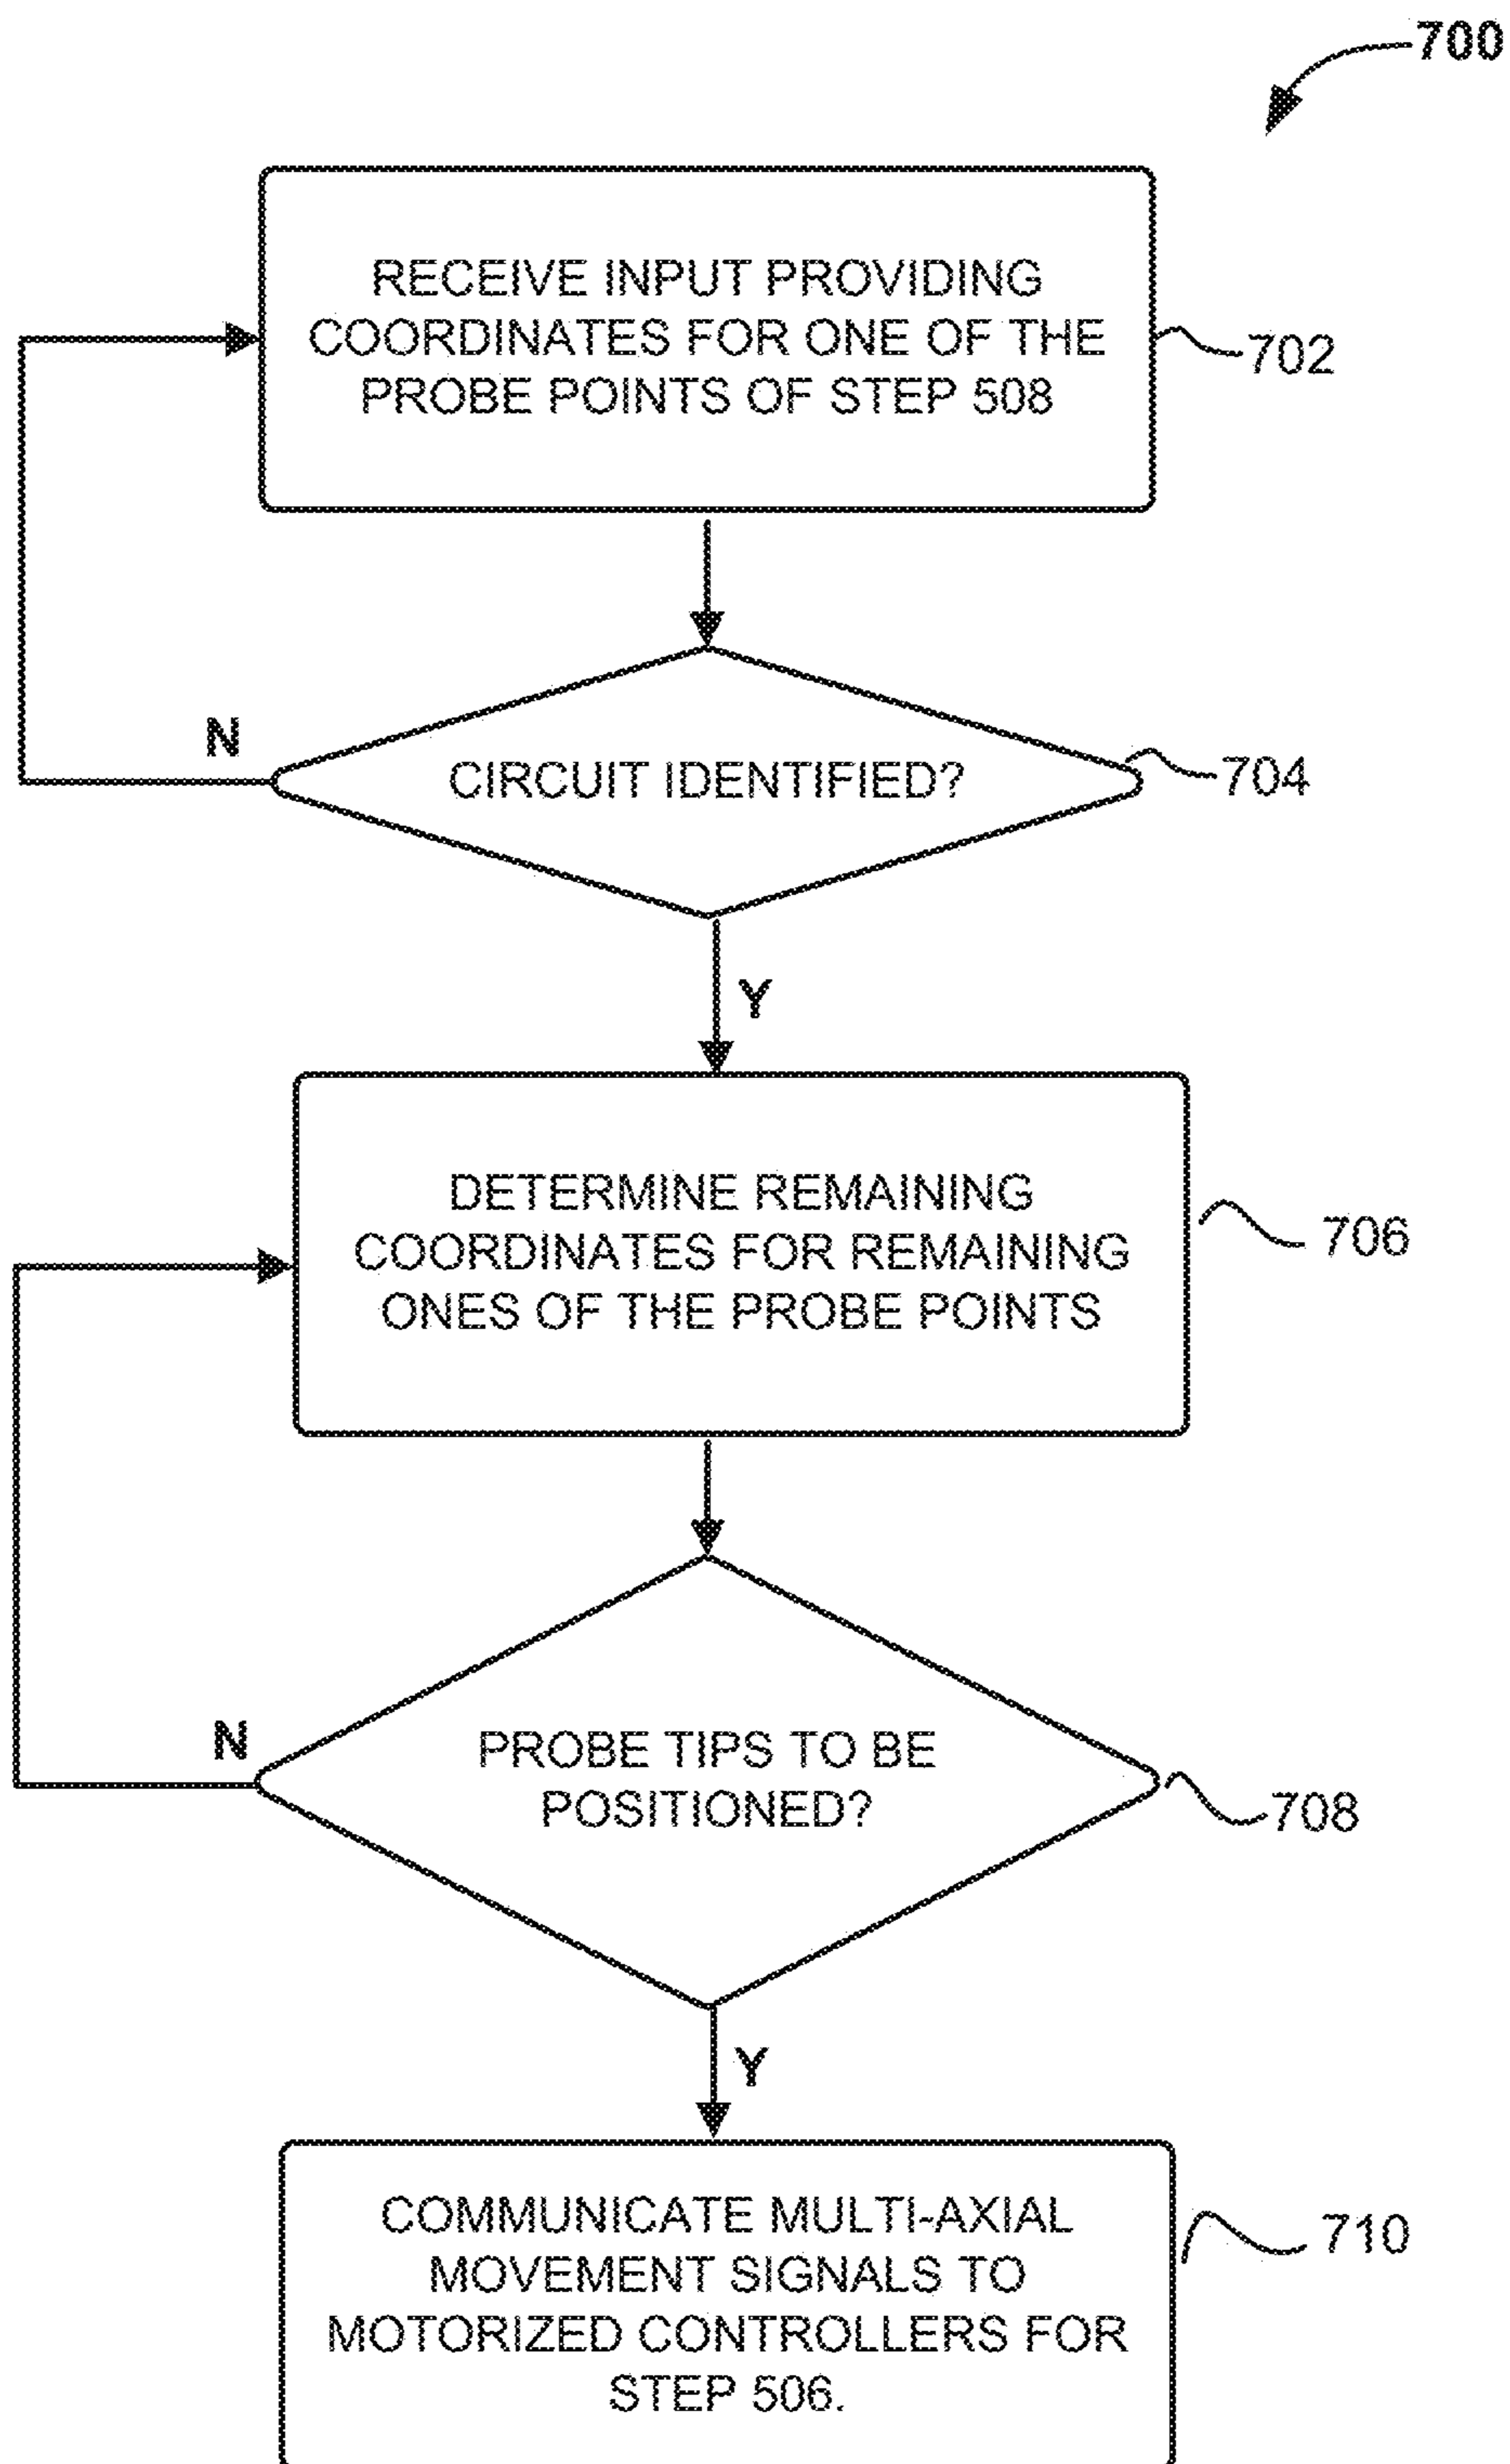 700
RECEIVE INPUT PROVIDING
COORDINATES FOR ONE OF THE
PROBE POINTS OF STEP 508
702
N
CIRCUIT IDENTIFIED?
704
Y
DETERMINE REMAINING
COORDINATES FOR REMAINING
ONES OF THE PROBE POINTS
706
N
PROBE TIPS TO BE
POSITIONED?
708
Y
COMMUNICATE MULTI-AXIAL
MOVEMENT SIGNALS TO
MOTORIZED CONTROLLERS FOR
STEP 506.
710